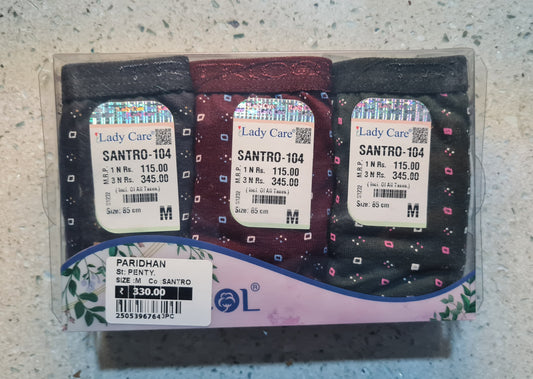 Lady Care®
SANTRO-104
M.R.P.
1 N Rs. 115.00
3 N Rs. 345.00
( Incl. Of All Taxes.)
Size: 85 cm
M
Lady Care®
SANTRO-104
M.R.P.
1 N Rs. 115.00
3 N Rs. 345.00
( Incl. Of All Taxes.)
Size: 85 cm
M
Lady Care®
SANTRO-104
M.R.P.
1 N Rs. 115.00
3 N Rs. 345.00
( Incl. Of All Taxes.)
Size: 85 cm
M
PARIDHAN
St: PENTY.
SIZE :M Co :SANTRO
₹ 330.00
OL®